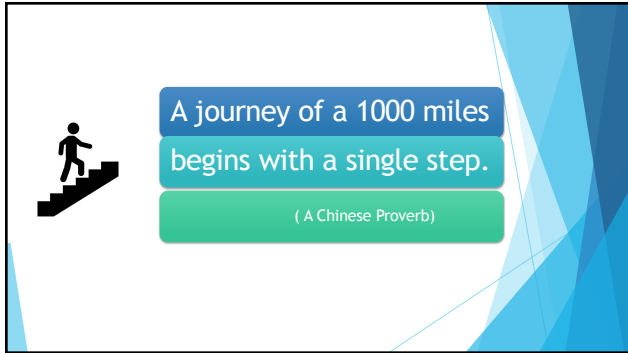 A journey of a 1000 miles
begins with a single step.
( A Chinese Proverb)